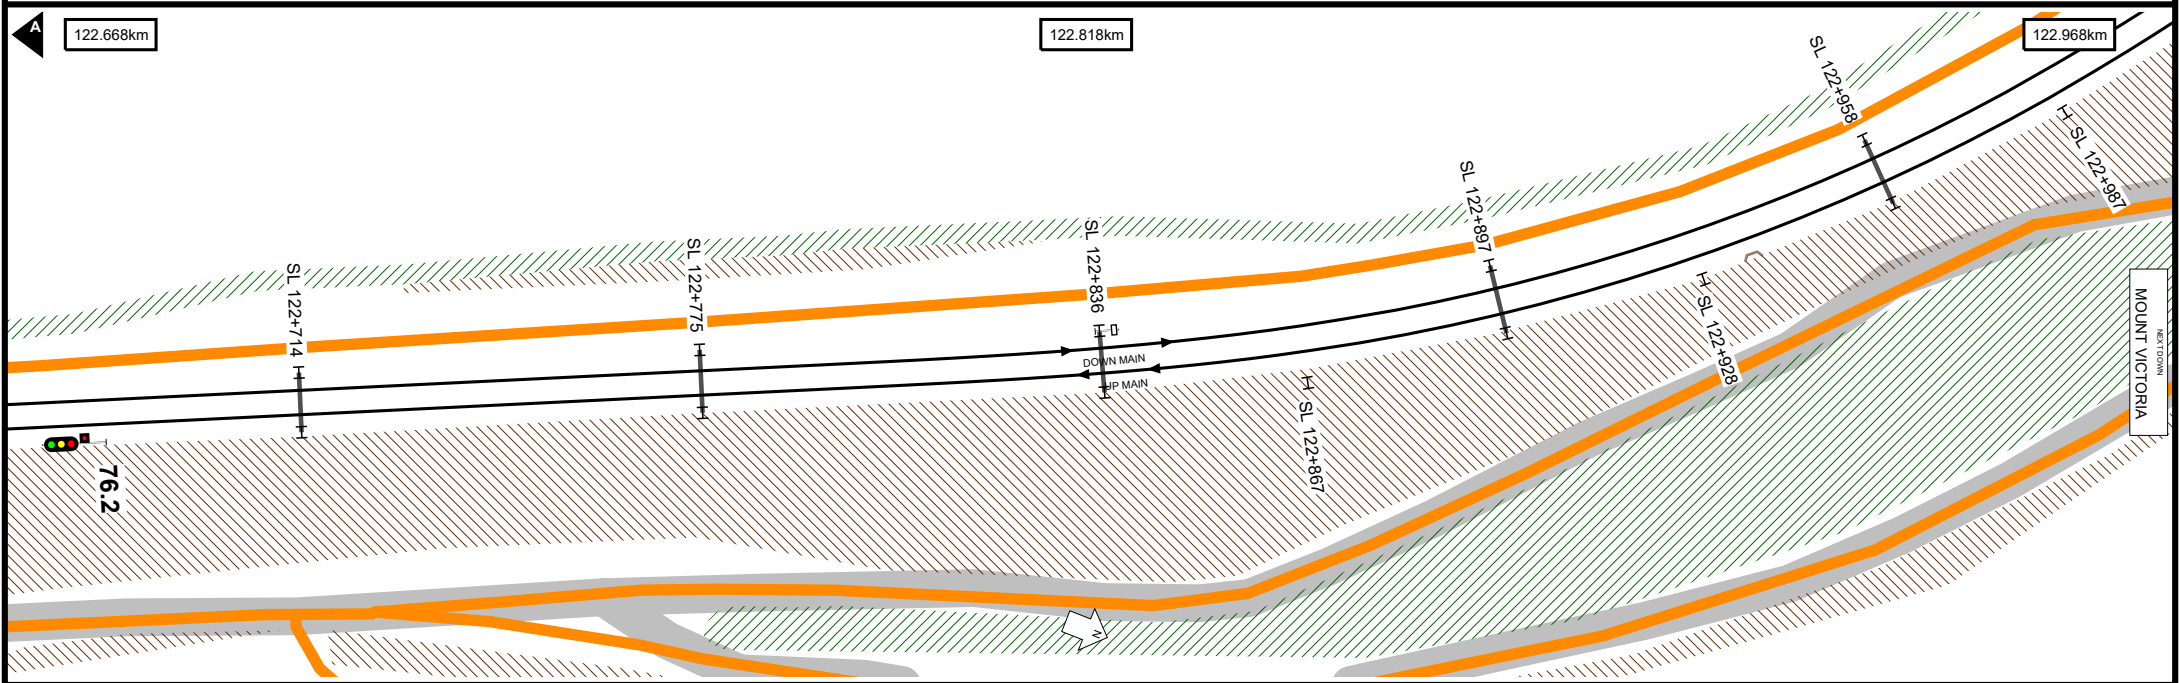 A
122.668km
122.818km
122.968km
SL 122+714
SL 122+775
SL 122+836
SL 122+897
SL 122+958
SL 122+987
SL 122+928
SL 122+867
DOWN MAIN
UP MAIN
76.2
NEXT DOWN
MOUNT VICTORIA
N